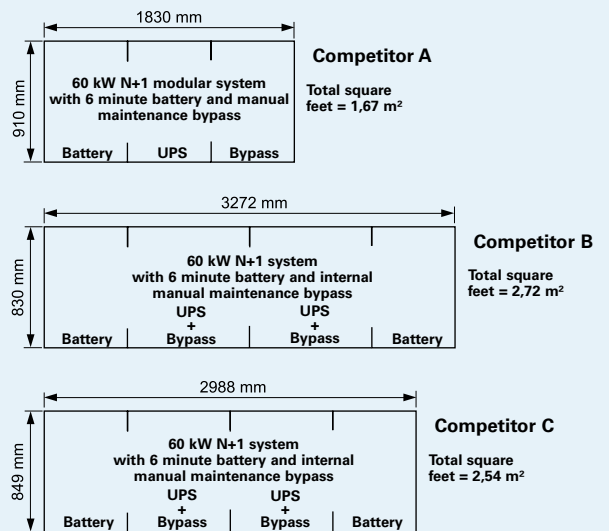 1830 mm
Competitor A
910 mm
60 kW N+1 modular system
with 6 minute battery and manual
maintenance bypass
Total square
feet = 1,67 m²
Battery UPS Bypass
3272 mm
Competitor B
830 mm
60 kW N+1 system
with 6 minute battery and internal
manual maintenance bypass
Total square
feet = 2,72 m²
UPS UPS
+ +
Battery Bypass Bypass Battery
2988 mm
Competitor C
849 mm
60 kW N+1 system
with 6 minute battery and internal
manual maintenance bypass
Total square
feet = 2,54 m²
UPS UPS
+ +
Battery Bypass Bypass Battery